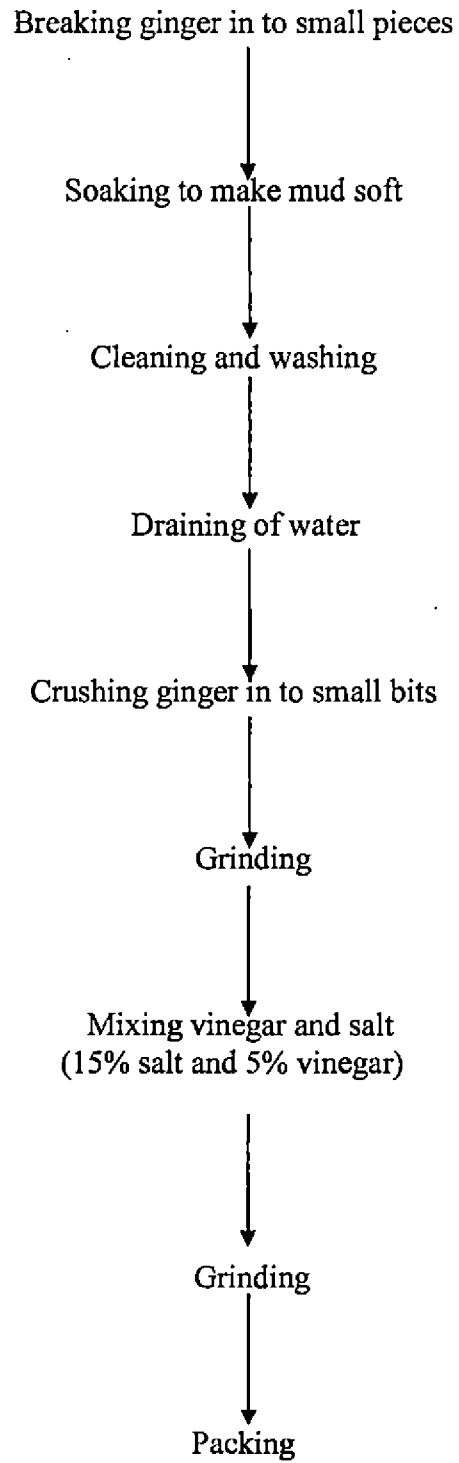 Breaking ginger in to small pieces
Soaking to make mud soft
Cleaning and washing
Draining of water
Crushing ginger in to small bits
Grinding
Mixing vinegar and salt
(15% salt and 5% vinegar)
Grinding
Packing